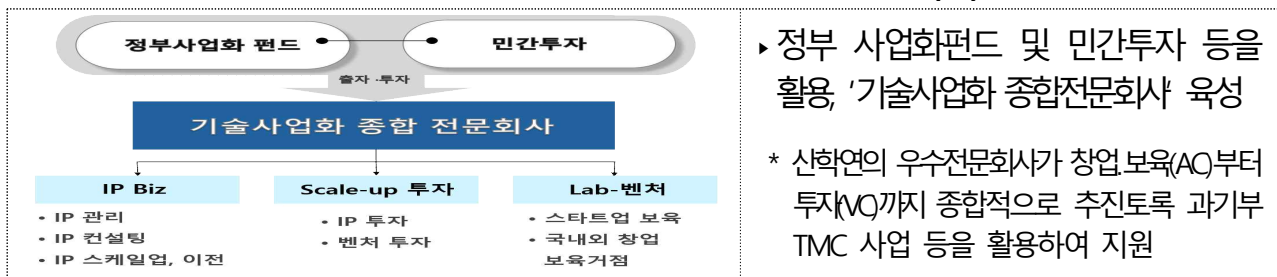 정부사업화 펀드
민간투자
출자·투자
기술사업화 종합 전문회사
IP Biz
• IP 관리
• IP 컨설팅
• IP 스케일업, 이전
Scale-up 투자
• IP 투자
• 벤처 투자
Lab-벤처
• 스타트업 보육
• 국내외 창업
보육거점
▸정부 사업화펀드 및 민간투자 등을
활용, '기술사업화 종합전문회사' 육성
* 산학연의 우수전문회사가 창업.보육(AC)부터
투자(VC)까지 종합적으로 추진토록 과기부
TMC 사업 등을 활용하여 지원